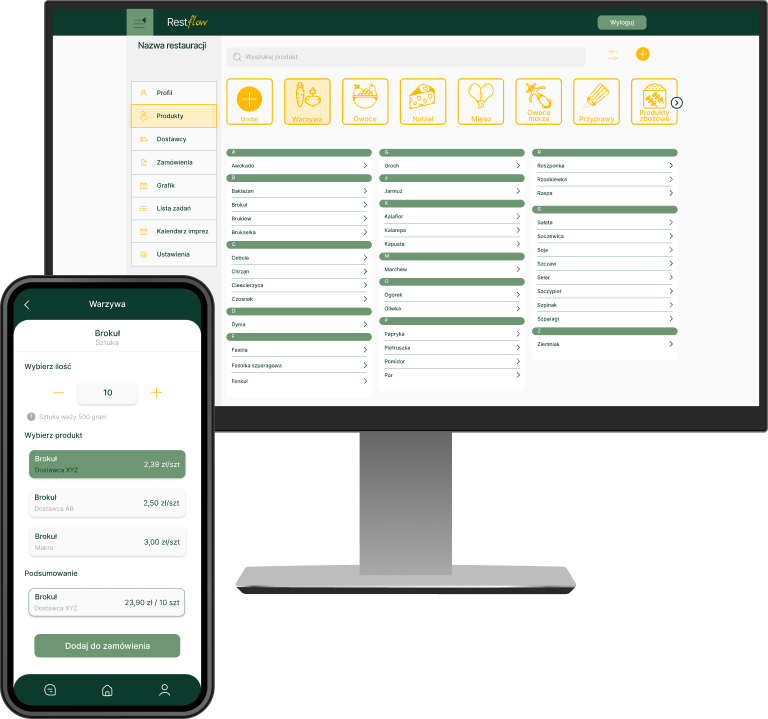 Restflow
Wyloguj
Nazwa restauracji
Wyszukaj produkt
Profil
Produkty
Dostawcy
Zamówienia
Grafik
Lista zadań
Kalendarz imprez
Ustawienia
Dodaj
Warzywa
Owoce
Nabiał
Mięso
Owoce
morza
Przyprawy
Produkty
zbożowe
A
Awokado
B
Bakłażan
Brokuł
Brukiew
Brukselka
C
Cebula
Chrzan
Cieecierzyca
Czosnek
D
Dynia
F
Fasola
Fasolka szparagowa
Fenkuł
G
Groch
J
Jarmuż
K
Kalafior
Kalarepa
Kapusta
M
Marchew
O
Ogórek
Oliwka
P
Papryka
Pietruszka
Pomidor
Por
R
Roszponka
Rzodkiewka
Rzepa
S
Sałata
Soczewica
Soja
Szczaw
Seler
Szczypior
Szpinak
Szparagi
Z
Ziemniak
Warzywa
Brokuł
Sztuka
Wybierz ilość
10
Sztuka waży 500 gram
Wybierz produkt
Brokuł
Dostawca XYZ
2,39 zł/szt
Brokuł
Dostawca AB
2,50 zł/szt
Brokuł
Makro
3,00 zł/szt
Podsumowanie
Brokuł
Dostawca XYZ
23,90 zł / 10 szt
Dodaj do zamówienia